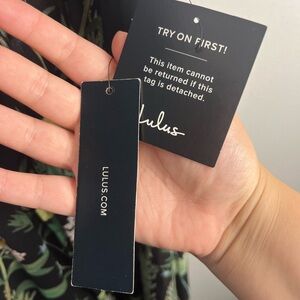 TRY ON FIRST!
This item cannot
be returned if this
tag is detached.
Lulus
LULUS.COM